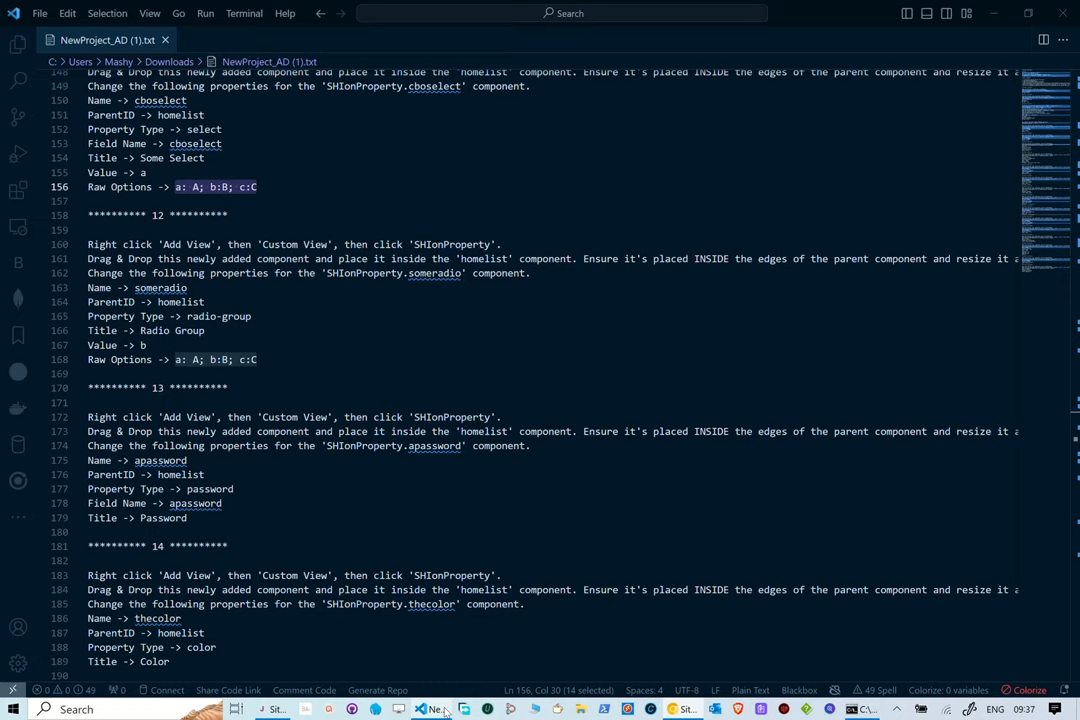 File Edit Selection View Go Run Terminal Help
Search
NewProject_AD (1).txt
C: > Users > Mashy > Downloads > NewProject_AD (1).txt
148 Drag & Drop this newly added component and place it inside the 'homelist' component. Ensure it's placed INSIDE the edges of the parent component and resize it a
149 Change the following properties for the 'SHIonProperty.cboselect' component.
150 Name -> cboselect
151 ParentID -> homelist
152 Property Type -> select
153 Field Name -> cboselect
154 Title -> Some Select
155 Value -> a
156 Raw Options -> a: A; b:B; c:C
157
158 ********** 12 **********
159
160 Right click 'Add View', then 'Custom View', then click 'SHIonProperty'.
161 Drag & Drop this newly added component and place it inside the 'homelist' component. Ensure it's placed INSIDE the edges of the parent component and resize it a
162 Change the following properties for the 'SHIonProperty.someradio' component.
163 Name -> someradio
164 ParentID -> homelist
165 Property Type -> radio-group
166 Title -> Radio Group
167 Value -> b
168 Raw Options -> a: A; b:B; c:C
169
170 ********** 13 **********
171
172 Right click 'Add View', then 'Custom View', then click 'SHIonProperty'.
173 Drag & Drop this newly added component and place it inside the 'homelist' component. Ensure it's placed INSIDE the edges of the parent component and resize it a
174 Change the following properties for the 'SHIonProperty.apassword' component.
175 Name -> apassword
176 ParentID -> homelist
177 Property Type -> password
178 Field Name -> apassword
179 Title -> Password
180
181 ********** 14 **********
182
183 Right click 'Add View', then 'Custom View', then click 'SHIonProperty'.
184 Drag & Drop this newly added component and place it inside the 'homelist' component. Ensure it's placed INSIDE the edges of the parent component and resize it a
185 Change the following properties for the 'SHIonProperty.thecolor' component.
186 Name -> thecolor
187 ParentID -> homelist
188 Property Type -> color
189 Title -> Color
190
0 0 49 0 Connect Share Code Link Comment Code Generate Repo Ln 156, Col 30 (14 selected) Spaces: 4 UTF-8 LF Plain Text Blackbox 49 Spell Colorize: 0 variables Colorize
Search Sit... Ne... Sit... C:\... ENG 09:37